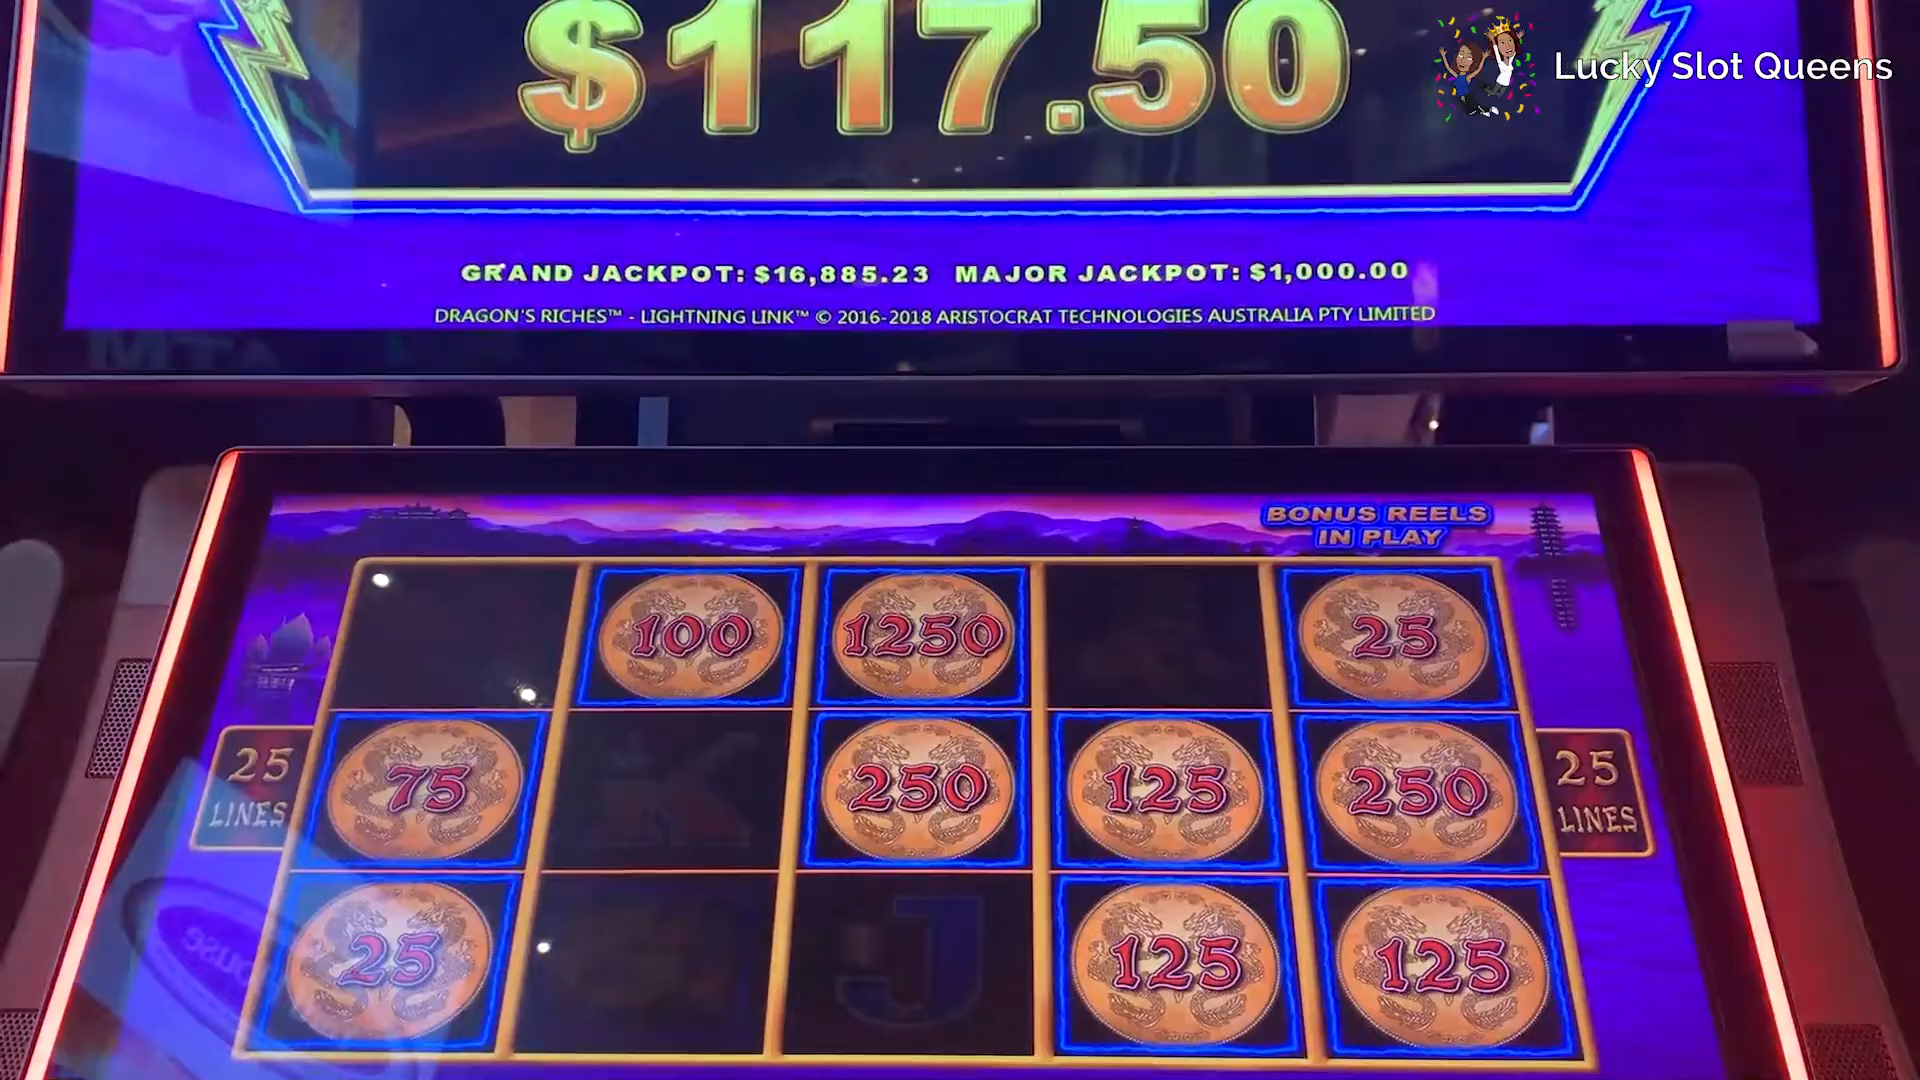 $117.50
Lucky Slot Queens
GRAND JACKPOT: $16,885.23 MAJOR JACKPOT: $1,000.00
DRAGON'S RICHES™ - LIGHTNING LINK™ © 2016-2018 ARISTOCRAT TECHNOLOGIES AUSTRALIA PTY LIMITED
BONUS REELS
IN PLAY
100 1250 25
25
LINES
75 250 125 250
25
LINES
25 J 125 125